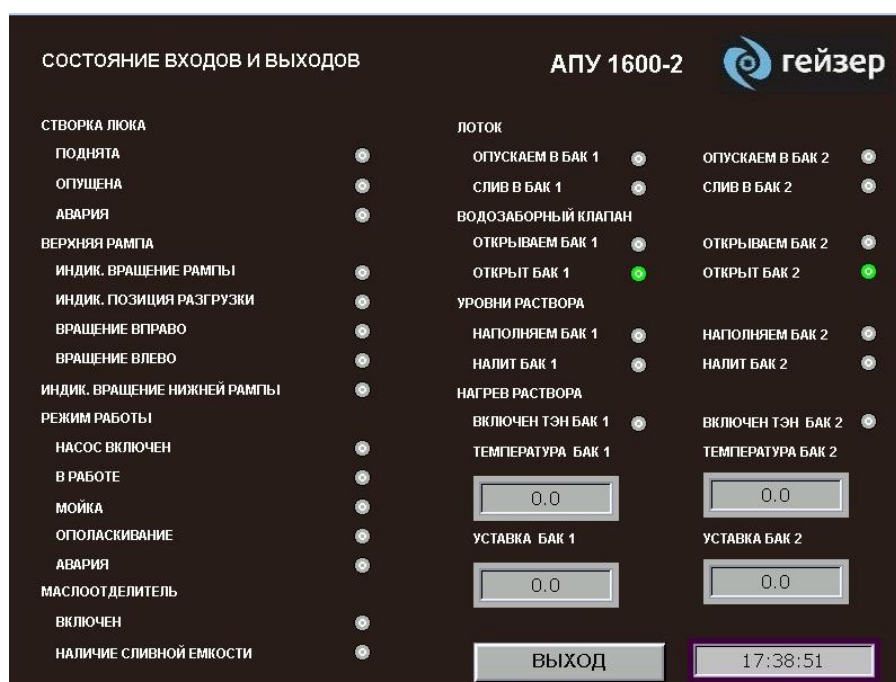 СОСТОЯНИЕ ВХОДОВ И ВЫХОДОВ
АПУ 1600-2
гейзер
СТВОРКА ЛЮКА
ПОДНЯТА
ОПУЩЕНА
АВАРИЯ
ВЕРХНЯЯ РАМПА
ИНДИК. ВРАЩЕНИЕ РАМПЫ
ИНДИК. ПОЗИЦИЯ РАЗГРУЗКИ
ВРАЩЕНИЕ ВПРАВО
ВРАЩЕНИЕ ВЛЕВО
ИНДИК. ВРАЩЕНИЕ НИЖНЕЙ РАМПЫ
РЕЖИМ РАБОТЫ
НАСОС ВКЛЮЧЕН
В РАБОТЕ
МОЙКА
ОПОЛАСКИВАНИЕ
АВАРИЯ
МАСЛООТДЕЛИТЕЛЬ
ВКЛЮЧЕН
НАЛИЧИЕ СЛИВНОЙ ЕМКОСТИ
ЛОТОК
ОПУСКАЕМ В БАК 1
ОПУСКАЕМ В БАК 2
СЛИВ В БАК 1
СЛИВ В БАК 2
ВОДОЗАБОРНЫЙ КЛАПАН
ОТКРЫВАЕМ БАК 1
ОТКРЫВАЕМ БАК 2
ОТКРЫТ БАК 1
ОТКРЫТ БАК 2
УРОВНИ РАСТВОРА
НАПОЛНЯЕМ БАК 1
НАПОЛНЯЕМ БАК 2
НАЛИТ БАК 1
НАЛИТ БАК 2
НАГРЕВ РАСТВОРА
ВКЛЮЧЕН ТЭН БАК 1
ВКЛЮЧЕН ТЭН БАК 2
ТЕМПЕРАТУРА БАК 1
ТЕМПЕРАТУРА БАК 2
0.0
0.0
УСТАВКА БАК 1
УСТАВКА БАК 2
0.0
0.0
ВЫХОД
17:38:51